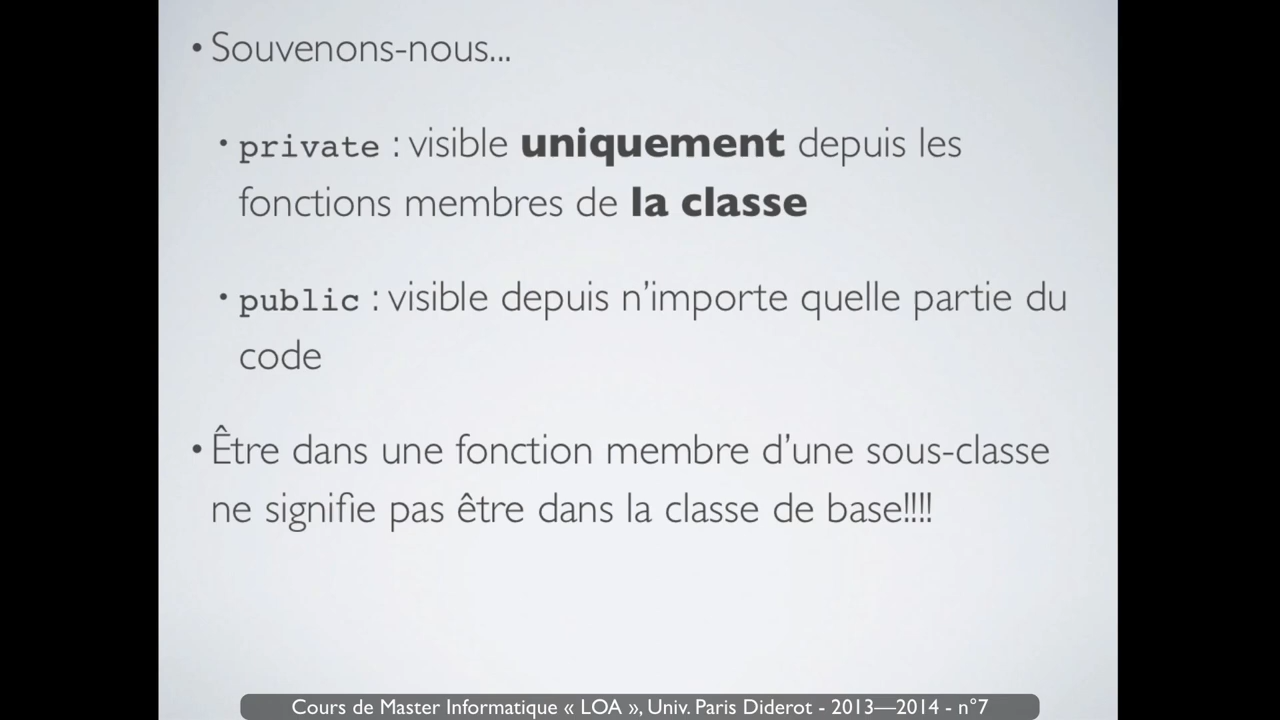 • Souvenons-nous...
• private : visible uniquement depuis les
fonctions membres de la classe
• public : visible depuis n'importe quelle partie du
code
• Être dans une fonction membre d'une sous-classe
ne signifie pas être dans la classe de base!!!!
Cours de Master Informatique « LOA », Univ. Paris Diderot - 2013—2014 - n°7